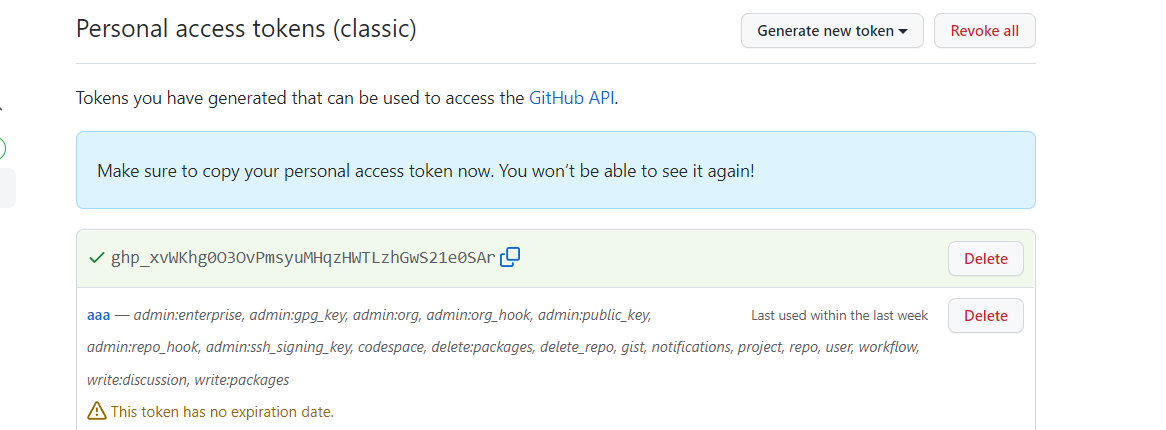 Personal access tokens (classic)
Generate new token
Revoke all
Tokens you have generated that can be used to access the GitHub API.
Make sure to copy your personal access token now. You won’t be able to see it again!
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
Delete
aaa — admin:enterprise, admin:gpg_key, admin:org, admin:org_hook, admin:public_key,
Last used within the last week
Delete
admin:repo_hook, admin:ssh_signing_key, codespace, delete:packages, delete_repo, gist, notifications, project, repo, user, workflow,
write:discussion, write:packages
This token has no expiration date.